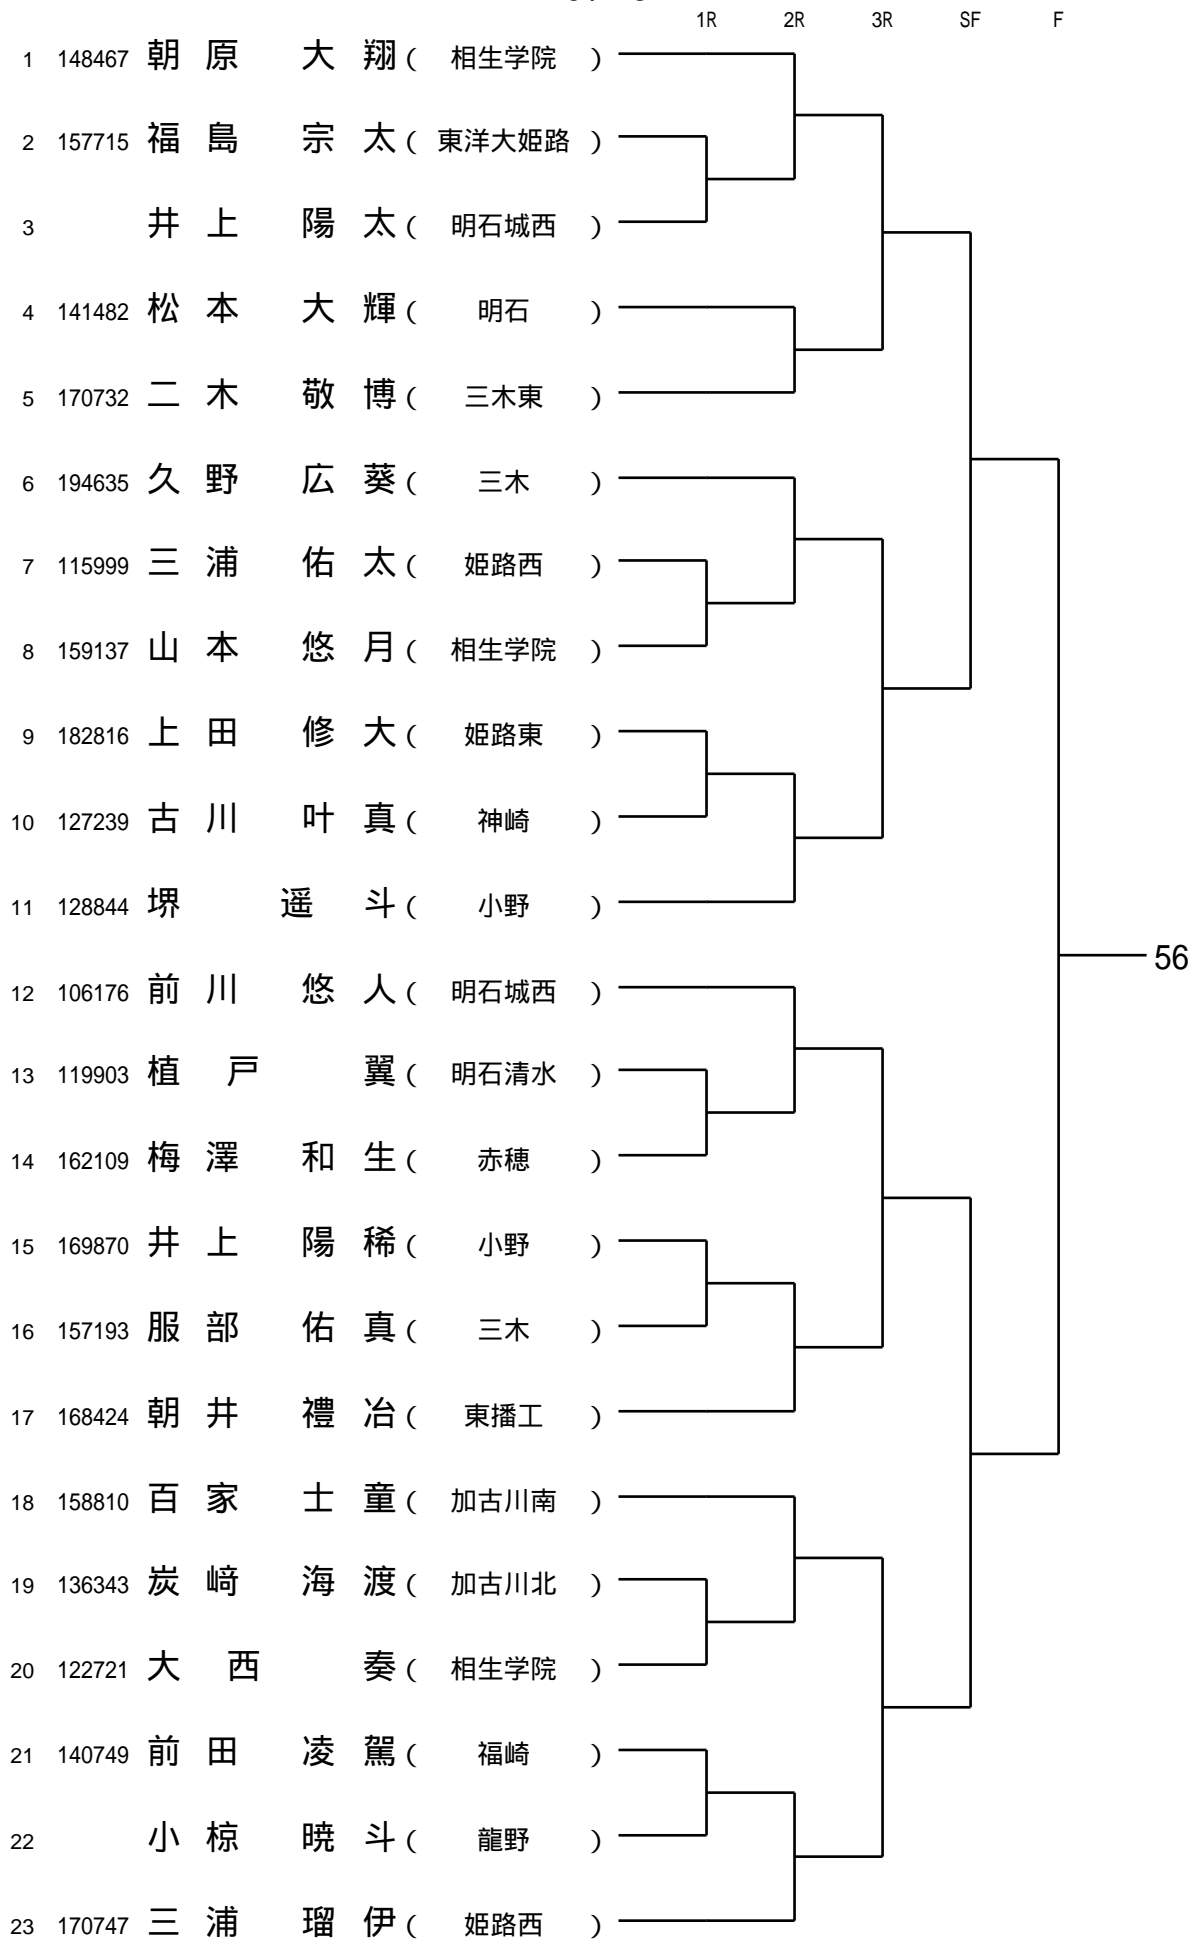 1R 2R 3R SF F
1 148467 朝原 大翔 ( 相生学院 )
2 157715 福島 宗太 ( 東洋大姫路 )
3 井上 陽太 ( 明石城西 )
4 141482 松本 大輝 ( 明石 )
5 170732 二木 敬博 ( 三木東 )
6 194635 久野 広葵 ( 三木 )
7 115999 三浦 佑太 ( 姫路西 )
8 159137 山本 悠月 ( 相生学院 )
9 182816 上田 修大 ( 姫路東 )
10 127239 古川 叶真 ( 神崎 )
11 128844 堺 遥斗 ( 小野 )
56
12 106176 前川 悠人 ( 明石城西 )
13 119903 植戸 翼 ( 明石清水 )
14 162109 梅澤 和生 ( 赤穂 )
15 169870 井上 陽稀 ( 小野 )
16 157193 服部 佑真 ( 三木 )
17 168424 朝井 禮冶 ( 東播工 )
18 158810 百家 士童 ( 加古川南 )
19 136343 炭﨑 海渡 ( 加古川北 )
20 122721 大西 奏 ( 相生学院 )
21 140749 前田 凌駕 ( 福崎 )
22 小椋 暁斗 ( 龍野 )
23 170747 三浦 瑠伊 ( 姫路西 )